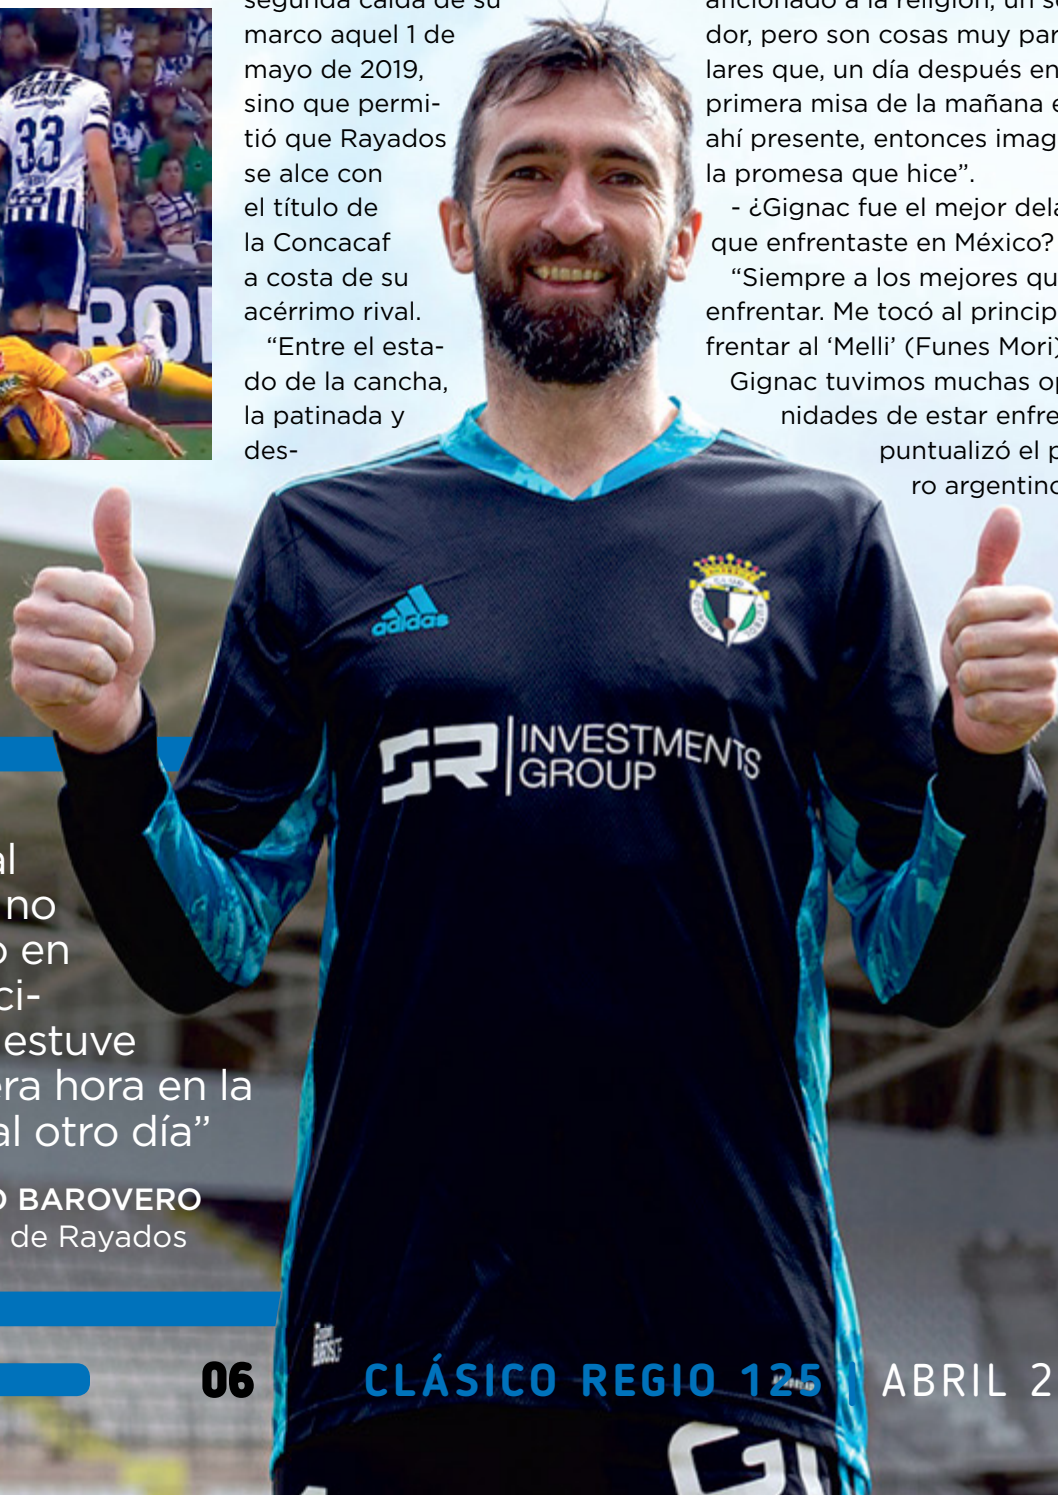 TECATE
33
marco aquel 1 de
mayo de 2019,
sino que permi-
tió que Rayados
se alce con
el título de
la Concacaf
a costa de su
acérrimo rival.
“Entre el esta-
do de la cancha,
la patinada y
des-
dor, pero son cosas muy par
lares que, un día después en
primera misa de la mañana e
ahí presente, entonces imag
la promesa que hice”.
- ¿Gignac fue el mejor dela
que enfrentaste en México?
“Siempre a los mejores qu
enfrentar. Me tocó al princip
frentar al ‘Melli’ (Funes Mori)
Gignac tuvimos muchas op
nidades de estar enfre
puntualizó el p
ro argentino
adidas
SR INVESTMENTS
GROUP
al
no
o en
ci-
estuve
era hora en la
al otro día”
O BAROVERO
de Rayados
06 CLÁSICO REGIO 125 | ABRIL 2